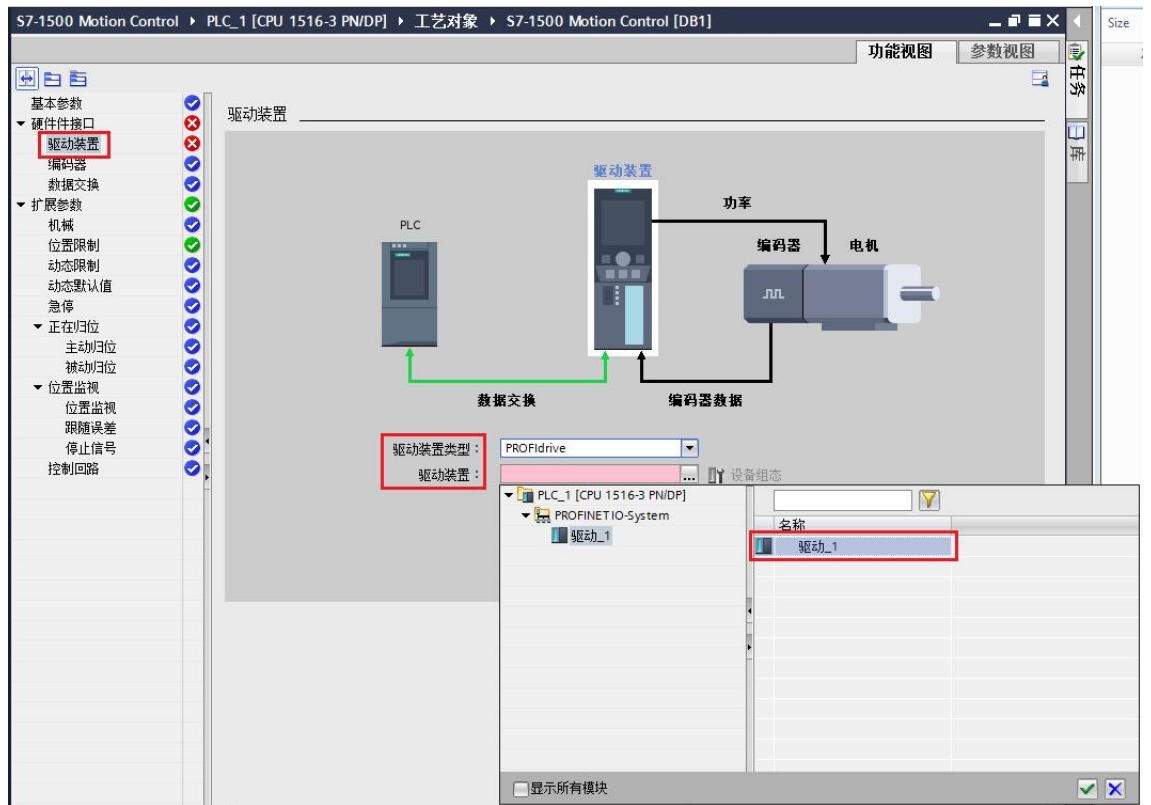 S7-1500 Motion Control ▸ PLC_1 [CPU 1516-3 PN/DP] ▸ 工艺对象 ▸ S7-1500 Motion Control [DB1]
Size
功能视图
参数视图
任务
库
基本参数
硬件件接口
驱动装置
编码器
数据交换
扩展参数
机械
位置限制
动态限制
动态默认值
急停
正在归位
主动归位
被动归位
位置监视
位置监视
跟随误差
停止信号
控制回路
驱动装置
驱动装置
PLC
功率
编码器
电机
数据交换
编码器数据
驱动装置类型：
PROFIdrive
驱动装置：
...
设备组态
PLC_1 [CPU 1516-3 PN/DP]
PROFINET IO-System
驱动_1
名称
驱动_1
显示所有模块